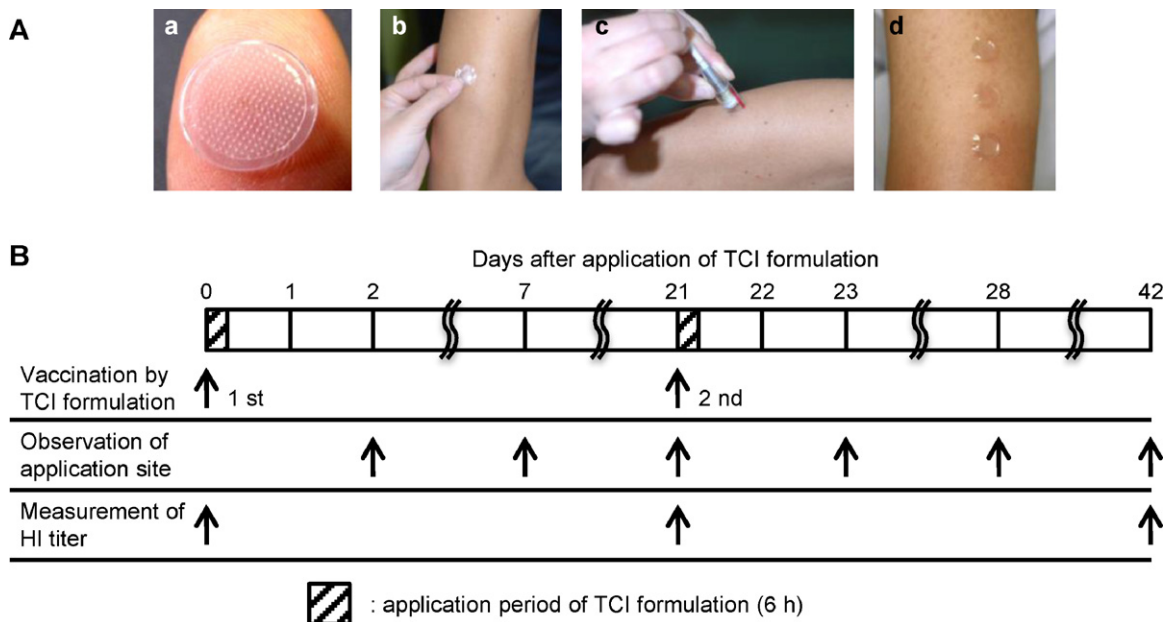 A
a
b
c
d
B
Days after application of TCI formulation
0 1 2 7 21 22 23 28 42
Vaccination by
TCI formulation
1 st
2 nd
Observation of
application site
Measurement of
HI titer
: application period of TCI formulation (6 h)